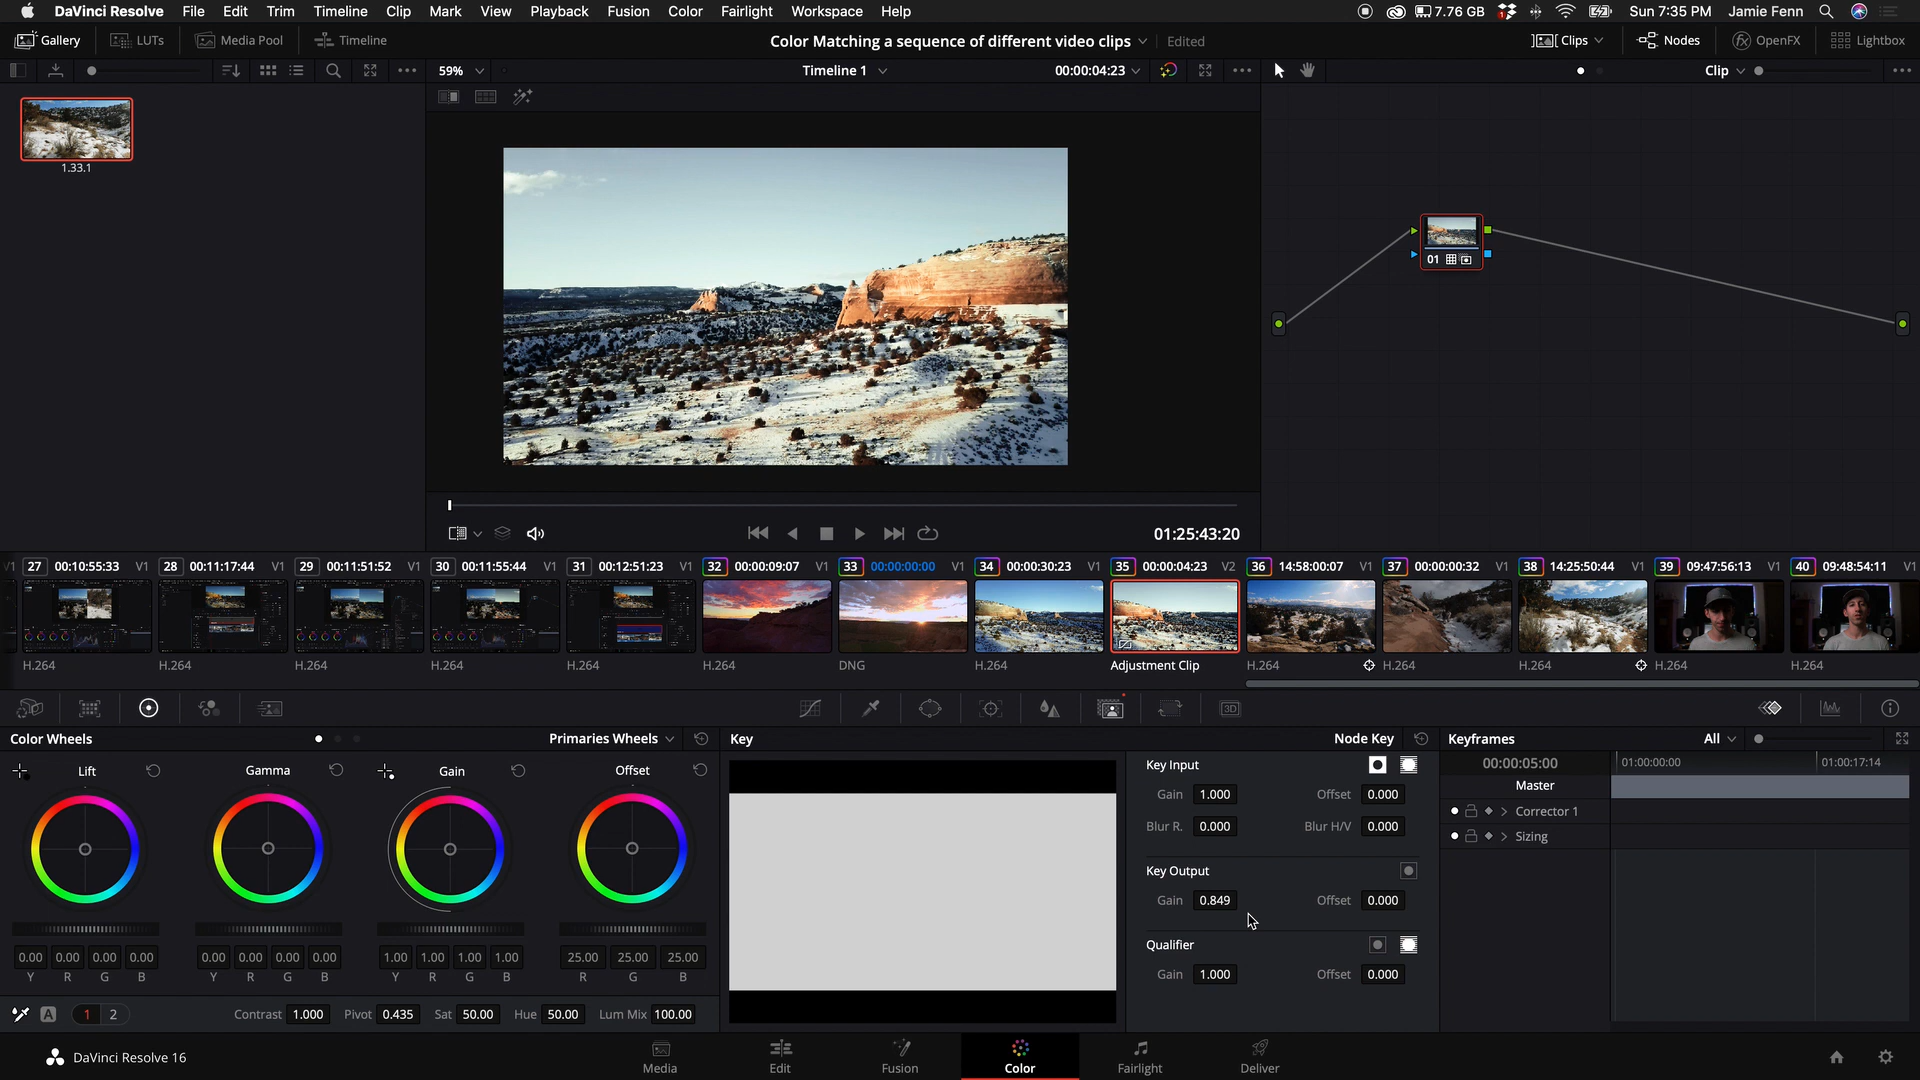 DaVinci Resolve File Edit Trim Timeline Clip Mark View Playback Fusion Color Fairlight Workspace Help 7.76 GB Sun 7:35 PM Jamie Fenn
Gallery LUTs Media Pool Timeline Color Matching a sequence of different video clips Edited Clips Nodes OpenFX Lightbox
59% Timeline 1 00:00:04:23 Clip
1.33.1
01
01:25:43:20
V1 27 00:10:55:33 V1 28 00:11:17:44 V1 29 00:11:51:52 V1 30 00:11:55:44 V1 31 00:12:51:23 V1 32 00:00:09:07 V1 33 00:00:00:00 V1 34 00:00:30:23 V1 35 00:00:04:23 V2 36 14:58:00:07 V1 37 00:00:00:32 V1 38 14:25:50:44 V1 39 09:47:56:13 V1 40 09:48:54:11 V1
H.264 H.264 H.264 H.264 H.264 H.264 DNG H.264 Adjustment Clip H.264 H.264 H.264 H.264 H.264
3D
Color Wheels Primaries Wheels Key Node Key Keyframes All
Lift Gamma Gain Offset
Key Input
Gain 1.000 Offset 0.000
Blur R. 0.000 Blur H/V 0.000
Key Output
Gain 0.849 Offset 0.000
Qualifier
Gain 1.000 Offset 0.000
00:00:05:00 01:00:00:00 01:00:17:14
Master
Corrector 1
Sizing
0.00 0.00 0.00 0.00 0.00 0.00 0.00 0.00 1.00 1.00 1.00 1.00 25.00 25.00 25.00
Y R G B Y R G B Y R G B R G B
A 1 2 Contrast 1.000 Pivot 0.435 Sat 50.00 Hue 50.00 Lum Mix 100.00
DaVinci Resolve 16 Media Edit Fusion Color Fairlight Deliver